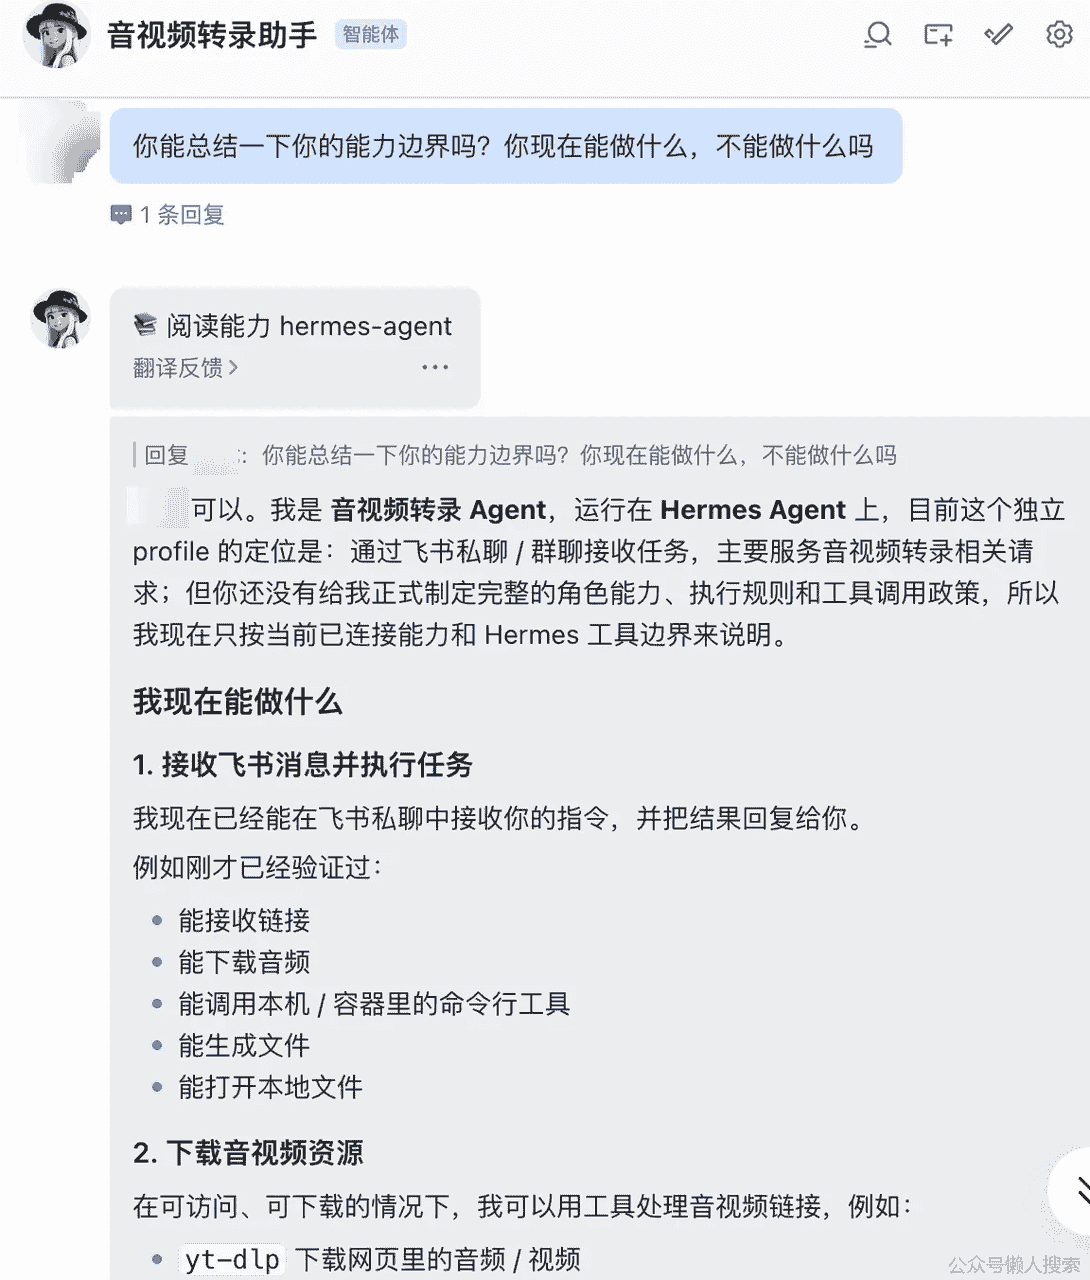 音视频转录助手 智能体
你能总结一下你的能力边界吗？你现在能做什么，不能做什么吗
1 条回复
阅读能力 hermes-agent
翻译反馈
回复 ：你能总结一下你的能力边界吗？你现在能做什么，不能做什么吗
可以。我是 音视频转录 Agent，运行在 Hermes Agent 上，目前这个独立
profile 的定位是：通过飞书私聊 / 群聊接收任务，主要服务音视频转录相关请
求；但你还没有给我正式制定完整的角色能力、执行规则和工具调用政策，所以
我现在只按当前已连接能力和 Hermes 工具边界来说明。
我现在能做什么
1. 接收飞书消息并执行任务
我现在已经能在飞书私聊中接收你的指令，并把结果回复给你。
例如刚才已经验证过：
• 能接收链接
• 能下载音频
• 能调用本机 / 容器里的命令行工具
• 能生成文件
• 能打开本地文件
2. 下载音视频资源
在可访问、可下载的情况下，我可以用工具处理音视频链接，例如：
• yt-dlp 下载网页里的音频 / 视频
公众号懒人搜索